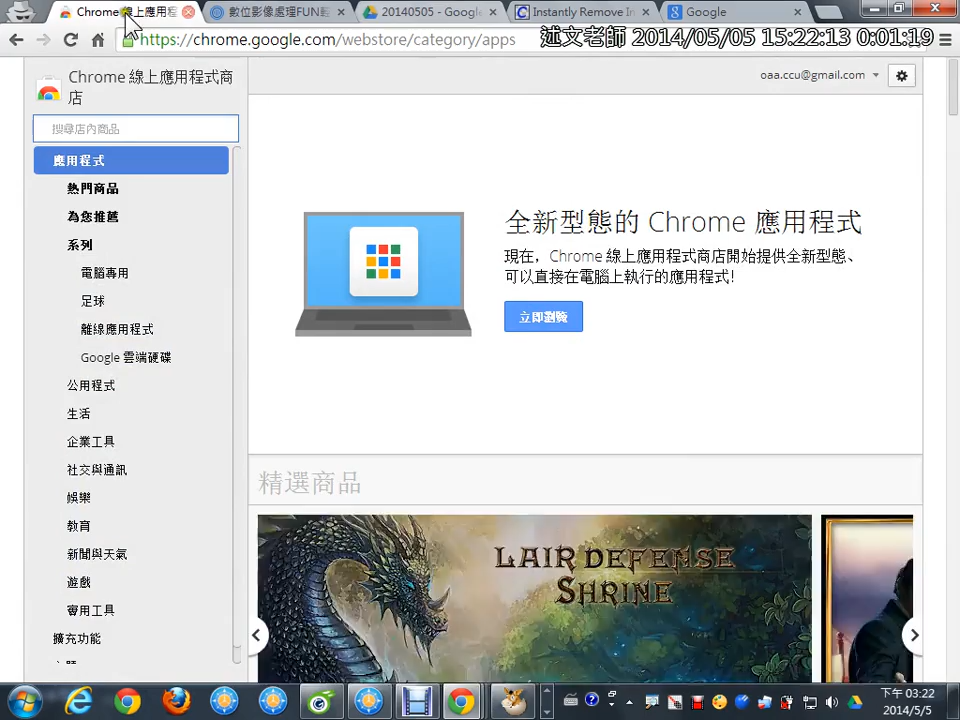 Chrome 線上應用程
數位影像處理FUN
20140505 - Google
Instantly Remove In
Google
https://chrome.google.com/webstore/category/apps
述文老師 2014/05/05 15:22:13 0:01:19
Chrome 線上應用程式商
店
oaa.ccu@gmail.com
搜尋店內商品
應用程式
熱門商品
為您推薦
系列
電腦專用
足球
離線應用程式
Google 雲端硬碟
公用程式
生活
企業工具
社交與通訊
娛樂
教育
新聞與天氣
遊戲
實用工具
擴充功能
全新型態的 Chrome 應用程式
現在，Chrome 線上應用程式商店開始提供全新型態、
可以直接在電腦上執行的應用程式!
立即瀏覽
精選商品
LAIR DEFENSE
SHRINE
下午 03:22
2014/5/5